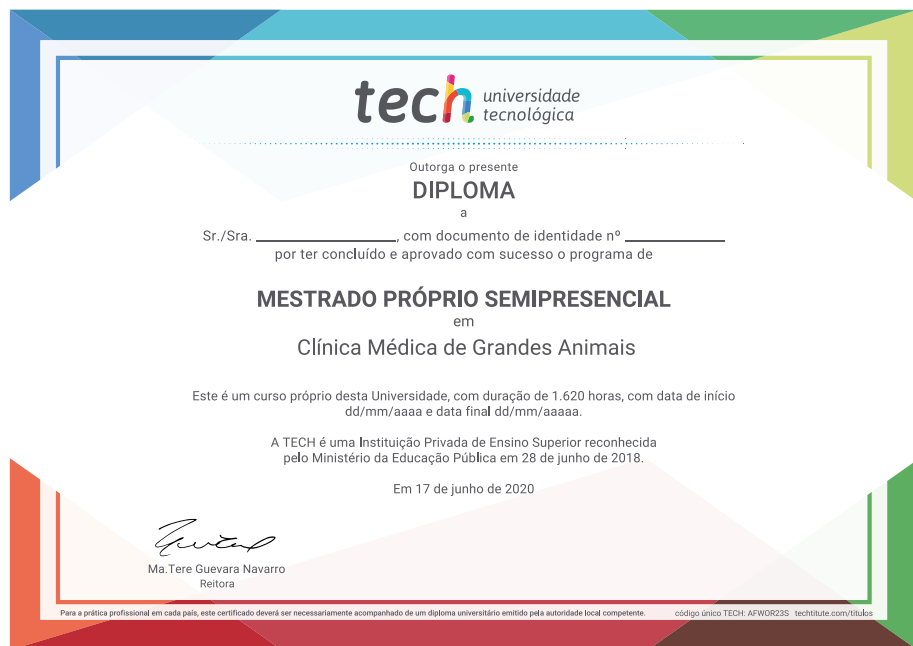 tech universidade
tecnológica
Outorga o presente
DIPLOMA
a
Sr./Sra. ____________________, com documento de identidade nº ______________
por ter concluído e aprovado com sucesso o programa de
MESTRADO PRÓPRIO SEMIPRESENCIAL
em
Clínica Médica de Grandes Animais
Este é um curso próprio desta Universidade, com duração de 1.620 horas, com data de início
dd/mm/aaaa e data final dd/mm/aaaaa.
A TECH é uma Instituição Privada de Ensino Superior reconhecida
pelo Ministério da Educação Pública em 28 de junho de 2018.
Em 17 de junho de 2020
Ma.Tere Guevara Navarro
Reitora
Para a prática profissional em cada país, este certificado deverá ser necessariamente acompanhado de um diploma universitário emitido pela autoridade local competente. código único TECH: AFWOR23S techtitute.com/títulos